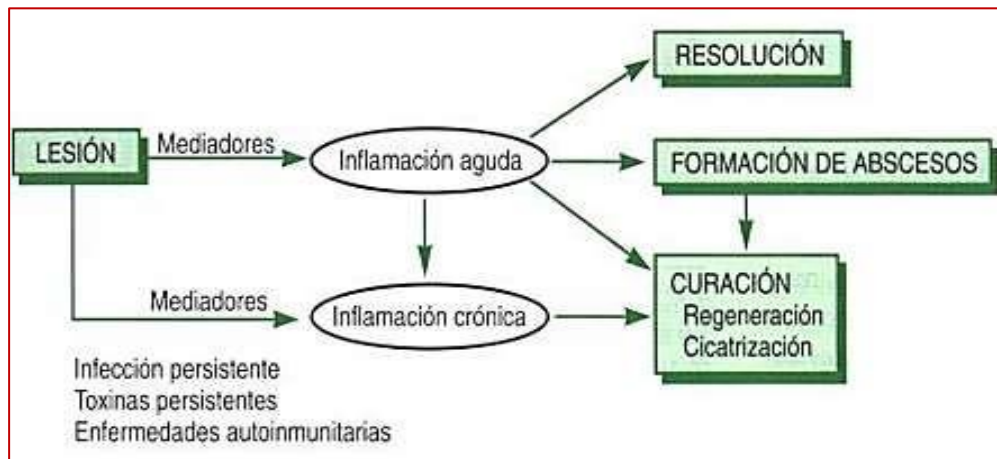 RESOLUCIÓN
LESIÓN
Mediadores
Inflamación aguda
FORMACIÓN DE ABSCESOS
Mediadores
Inflamación crónica
CURACIÓN
Regeneración
Cicatrización
Infección persistente
Toxinas persistentes
Enfermedades autoinmunitarias